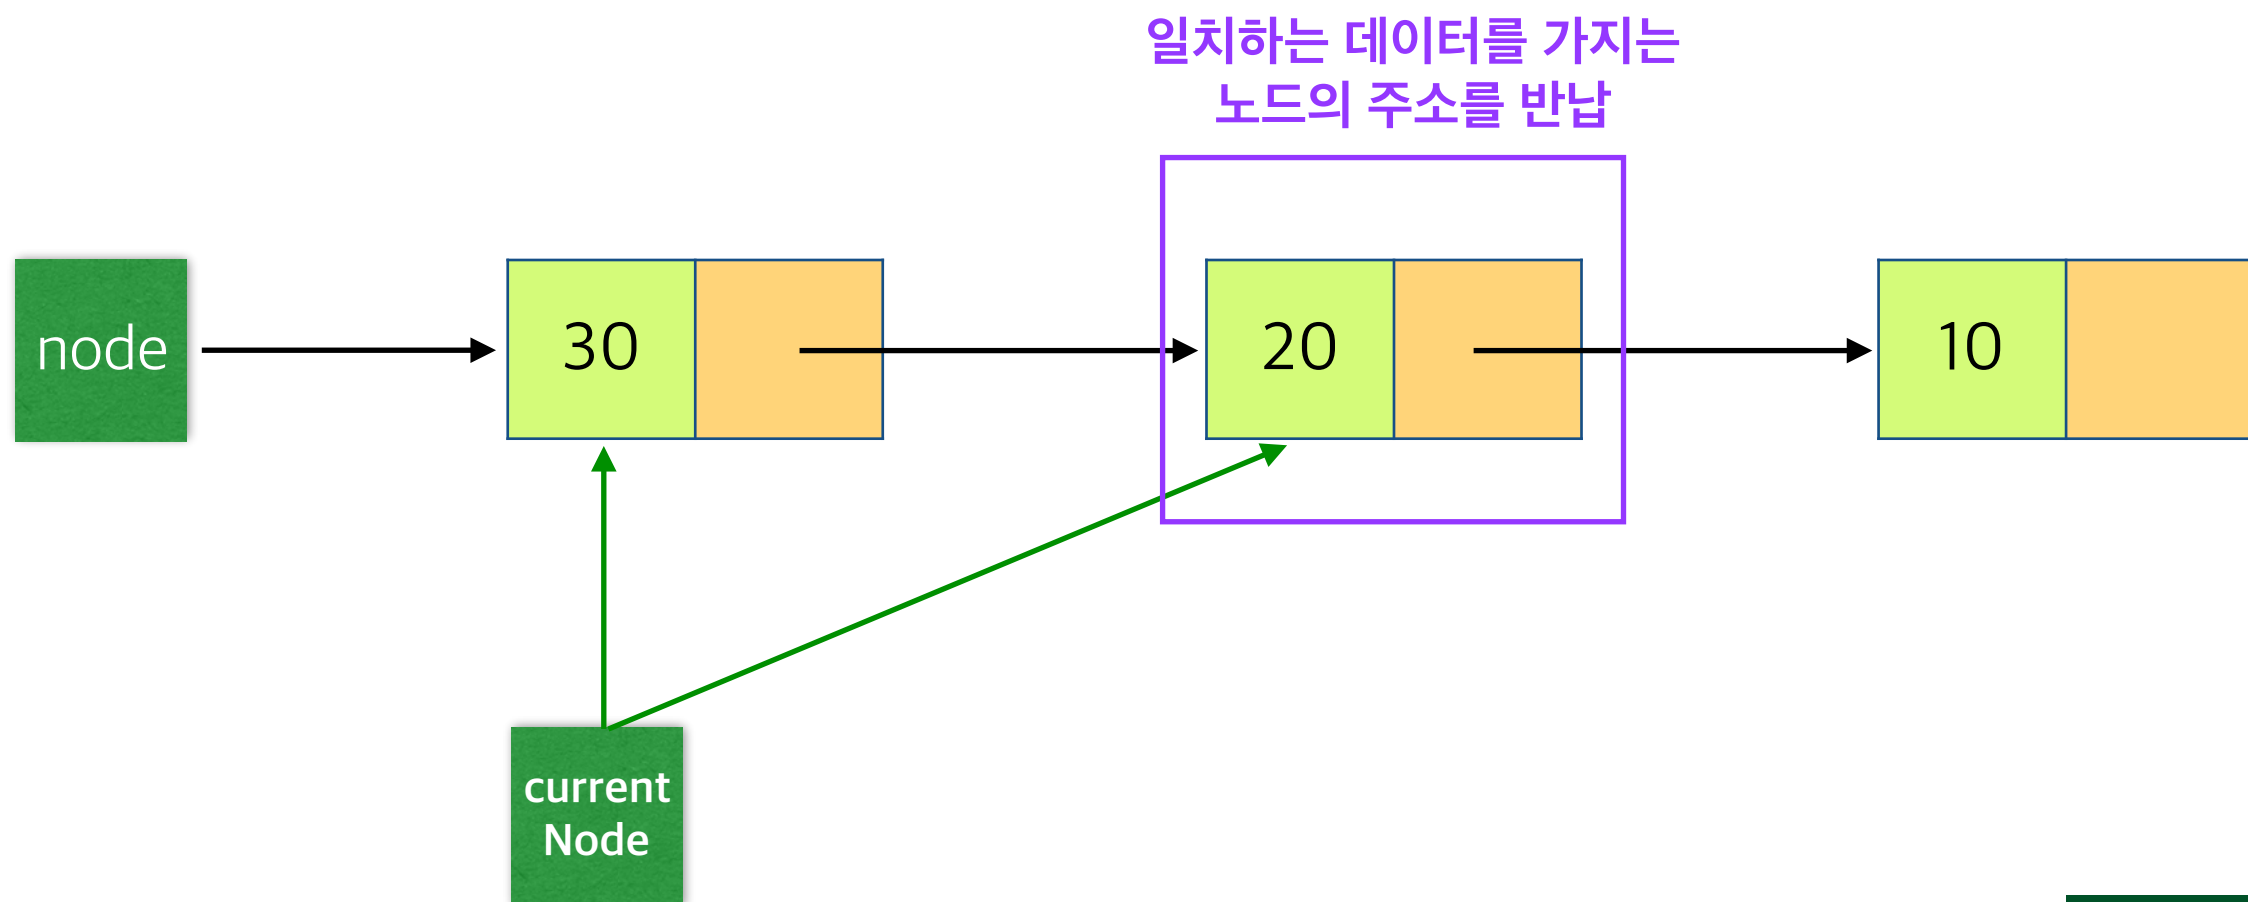 일치하는 데이터를 가지는
노드의 주소를 반납
node
30
20
10
current
Node